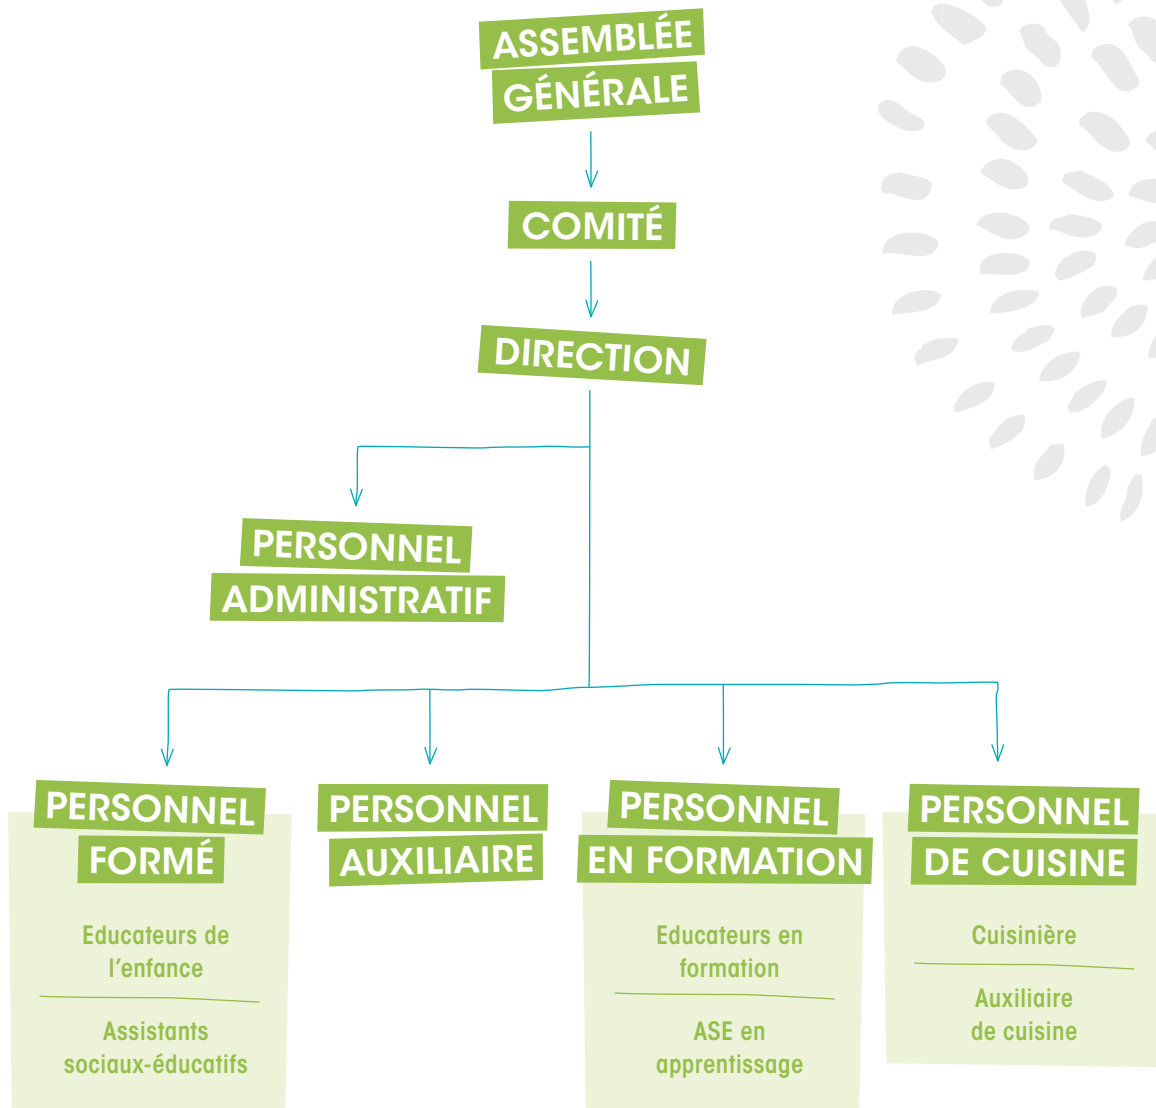 ASSEMBLÉE
GÉNÉRALE
COMITÉ
DIRECTION
PERSONNEL
ADMINISTRATIF
PERSONNEL
FORMÉ
Educateurs de
l'enfance
Assistants
sociaux-éducatifs
PERSONNEL
AUXILIAIRE
PERSONNEL
EN FORMATION
Educateurs en
formation
ASE en
apprentissage
PERSONNEL
DE CUISINE
Cuisinière
Auxiliaire
de cuisine